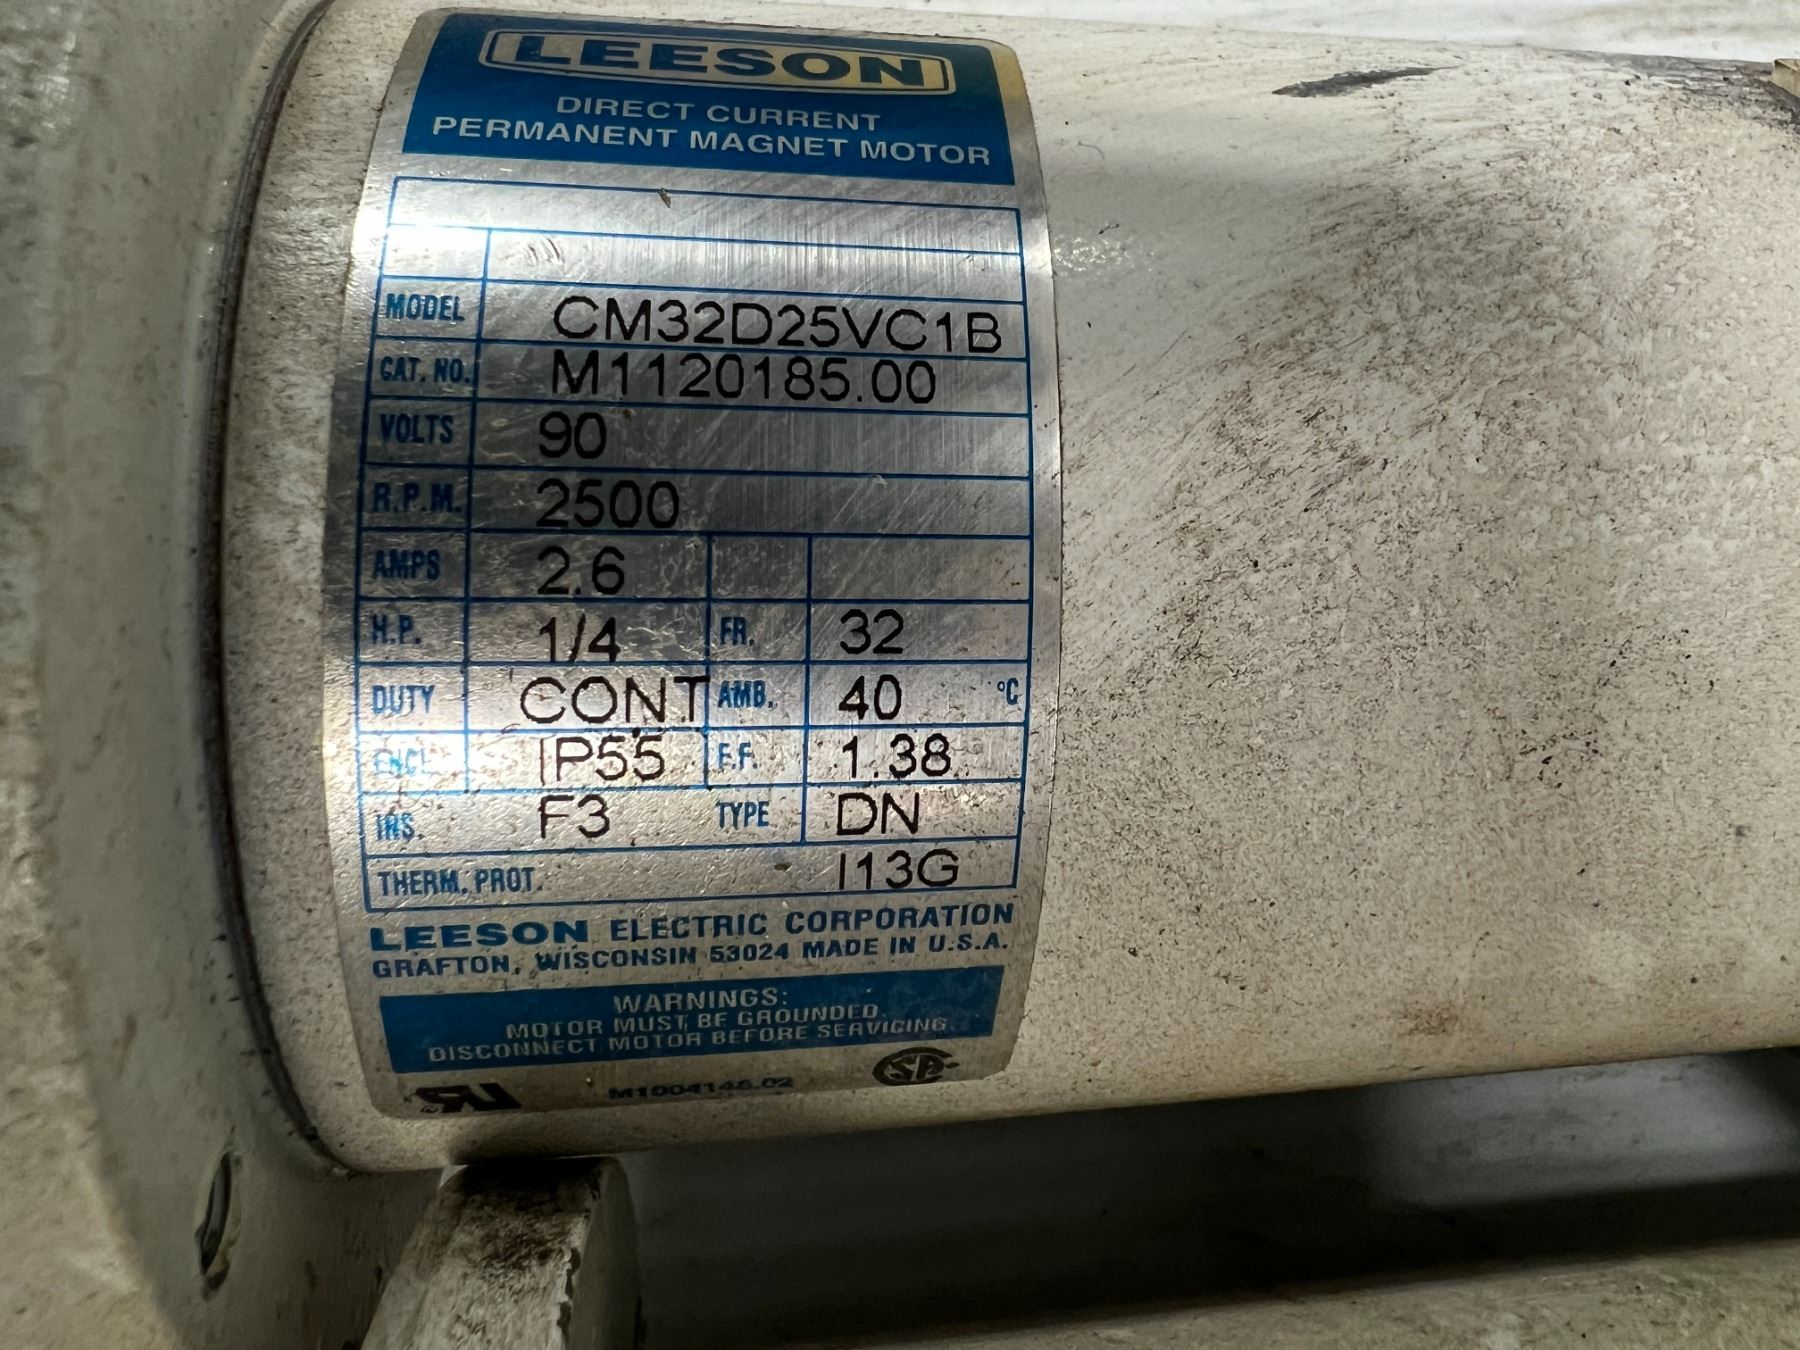 LEESON
DIRECT CURRENT
PERMANENT MAGNET MOTOR
MODEL CM32D25VC1B
CAT. NO. M1120185.00
VOLTS 90
R.P.M. 2500
AMPS 2.6
H.P. 1/4 FR. 32
DUTY CONT AMB. 40 °C
ENCL. IP55 F.F. 1.38
INS. F3 TYPE DN
THERM. PROT. I13G
LEESON ELECTRIC CORPORATION
GRAFTON, WISCONSIN 53024 MADE IN U.S.A.
WARNINGS:
MOTOR MUST BE GROUNDED.
DISCONNECT MOTOR BEFORE SERVICING
M1004148.02